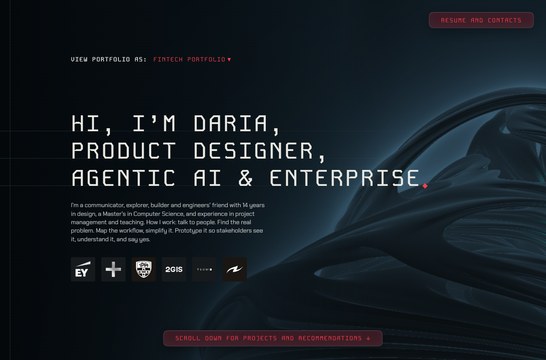 RESUME AND CONTACTS
VIEW PORTFOLIO AS: FINTECH PORTFOLIO ▾
HI, I'M DARIA,
PRODUCT DESIGNER,
AGENTIC AI & ENTERPRISE.
I'm a communicator, explorer, builder and engineers' friend with 14 years
in design, a Master's in Computer Science, and experience in project
management and teaching. How I work: talk to people. Find the real
problem. Map the workflow, simplify it. Prototype it so stakeholders see
it, understand it, and say yes.
EY 2GIS
SCROLL DOWN FOR PROJECTS AND RECOMMENDATIONS ↓